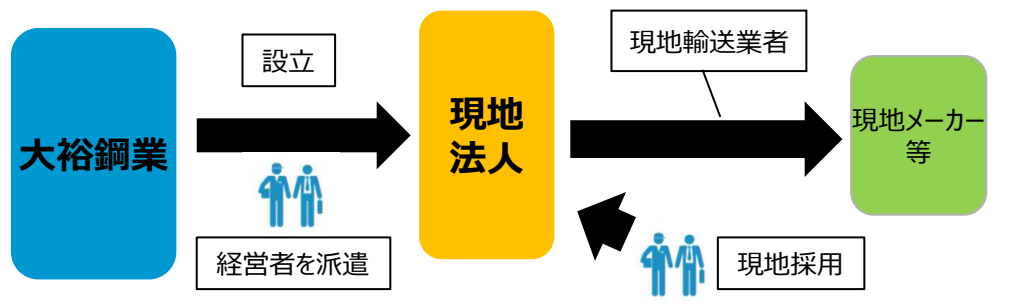 大裕鋼業
設立
経営者を派遣
現地
法人
現地輸送業者
現地採用
現地メーカー
等